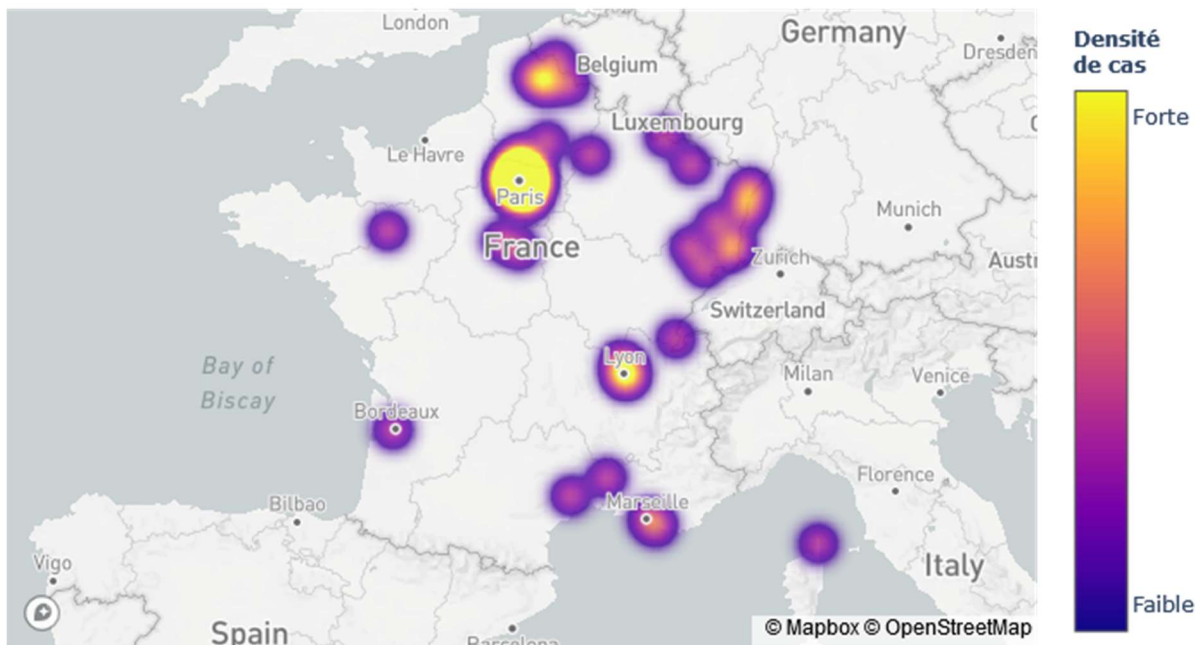 London
Germany
Dresden
Belgium
Luxembourg
Le Havre
Paris
France
Munich
Zurich
Switzerland
Lyon
Milan
Venice
Bay of
Biscay
Bordeaux
Bilbao
Marseille
Florence
Vigo
Italy
Spain
© Mapbox © OpenStreetMap
Densité
de cas
Forte
Faible